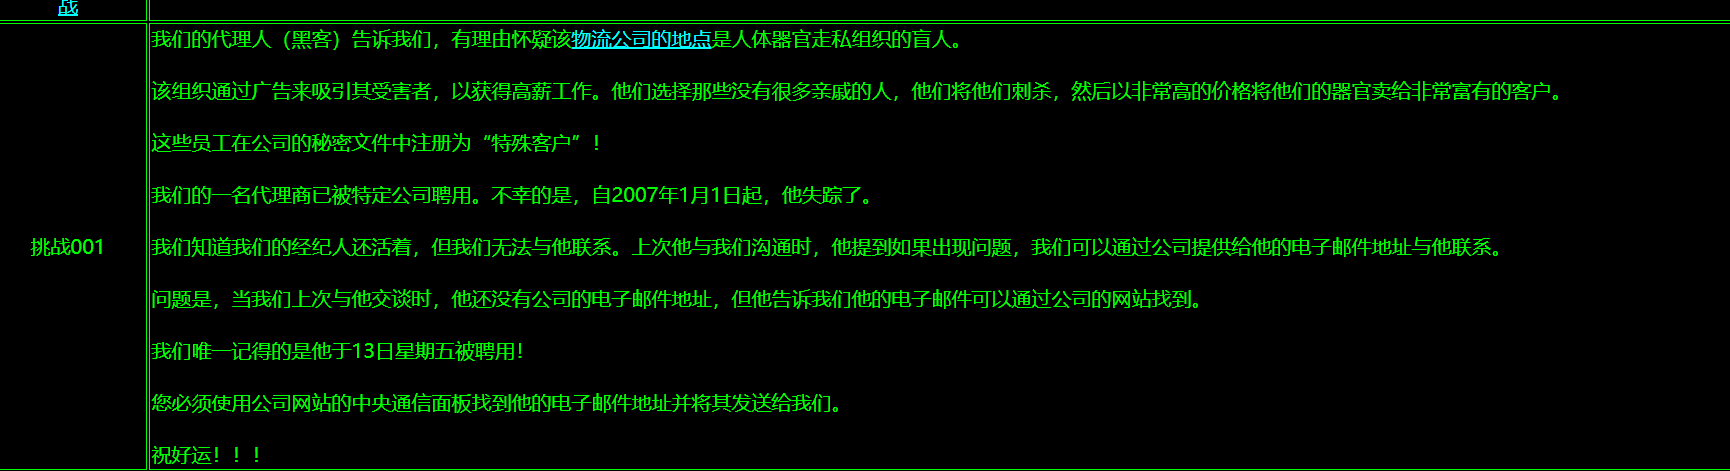 战
我们的代理人（黑客）告诉我们，有理由怀疑该物流公司的地点是人体器官走私组织的盲人。
该组织通过广告来吸引其受害者，以获得高薪工作。他们选择那些没有很多亲戚的人，他们将他们刺杀，然后以非常高的价格将他们的器官卖给非常富有的客户。
这些员工在公司的秘密文件中注册为“特殊客户”！
我们的一名代理商已被特定公司聘用。不幸的是，自2007年1月1日起，他失踪了。
挑战001
我们知道我们的经纪人还活着，但我们无法与他联系。上次他与我们沟通时，他提到如果出现问题，我们可以通过公司提供给他的电子邮件地址与他联系。
问题是，当我们上次与他交谈时，他还没有公司的电子邮件地址，但他告诉我们他的电子邮件可以通过公司的网站找到。
我们唯一记得的是他于13日星期五被聘用！
您必须使用公司网站的中央通信面板找到他的电子邮件地址并将其发送给我们。
祝好运！！！